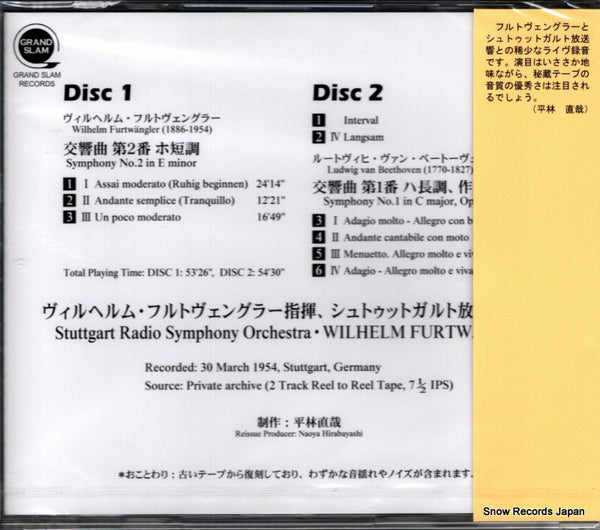 GRAND
SLAM
GRAND SLAM
RECORDS
Disc 1
ヴィルヘルム・フルトヴェングラー
Wilhelm Furtwängler (1886-1954)
交響曲 第2番 ホ短調
Symphony No.2 in E minor
1 Ⅰ Assai moderato (Ruhig beginnen) 24'14"
2 Ⅱ Andante semplice (Tranquillo) 12'21"
3 Ⅲ Un poco moderato 16'49"
Disc 2
1 Interval
2 Ⅳ Langsam
ルートヴィヒ・ヴァン・ベートーヴェ
Ludwig van Beethoven (1770-1827)
交響曲 第1番 ハ長調、作
Symphony No.1 in C major, Op
3 Ⅰ Adagio molto - Allegro con b
4 Ⅱ Andante cantabile con moto
5 Ⅲ Menuetto. Allegro molto e viva
6 Ⅳ Adagio - Allegro molto e viva
Total Playing Time: DISC 1: 53'26", DISC 2: 54'30"
ヴィルヘルム・フルトヴェングラー指揮、シュトゥットガルト放
Stuttgart Radio Symphony Orchestra・WILHELM FURTWÄ
Recorded: 30 March 1954, Stuttgart, Germany
Source: Private archive (2 Track Reel to Reel Tape, 7 1/2 IPS)
制作：平林直哉
Reissue Producer: Naoya Hirabayashi
*おことわり：古いテープから復刻しており、わずかな音揺れやノイズが含まれます。
フルトヴェングラーと
シュトゥットガルト放送
響との稀少なライヴ録音
です。演目はいささか地
味ながら、秘蔵テープの
音質の優秀さは注目され
るでしょう。
（平林 直哉）
Snow Records Japan